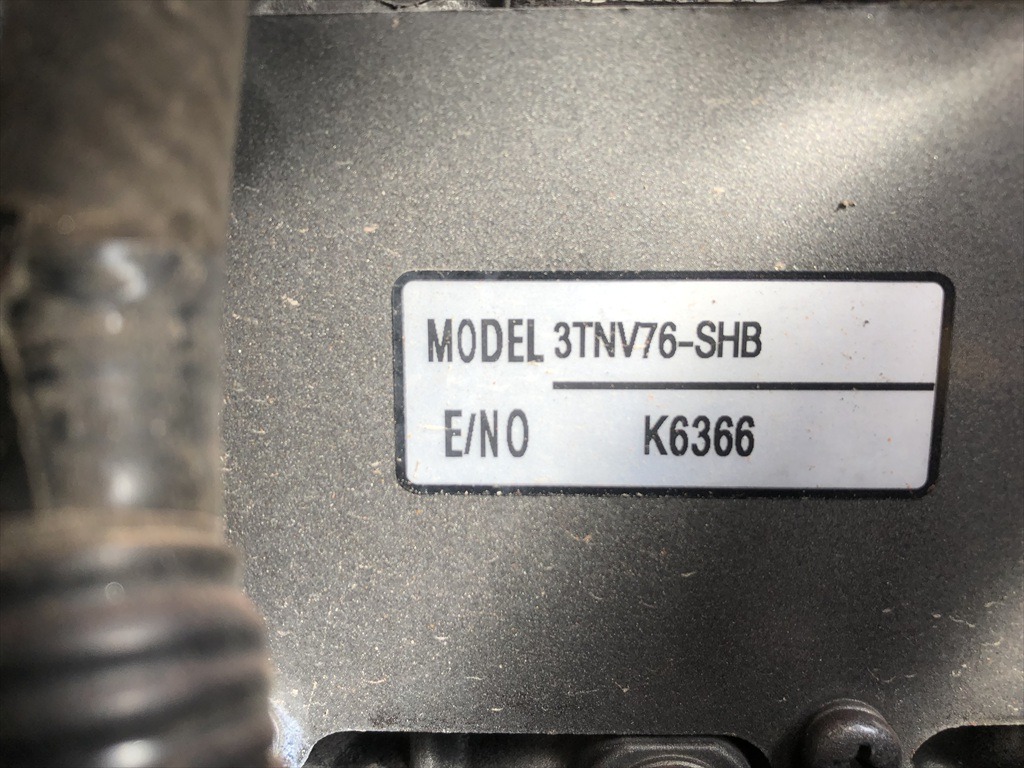 MODEL 3TNV76-SHB
E/NO K6366